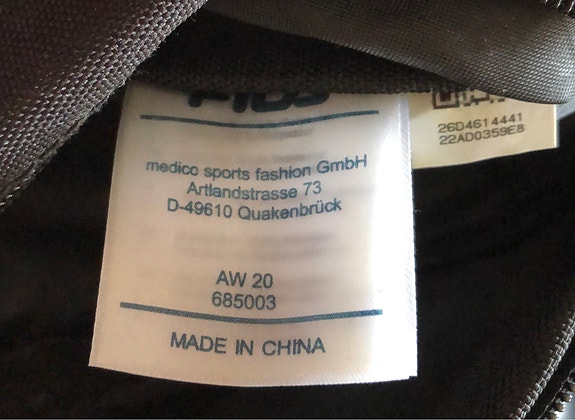 medico sports fashion GmbH
Artlandstrasse 73
D-49610 Quakenbrück
AW 20
685003
MADE IN CHINA
26D4614441
22AD0359E8